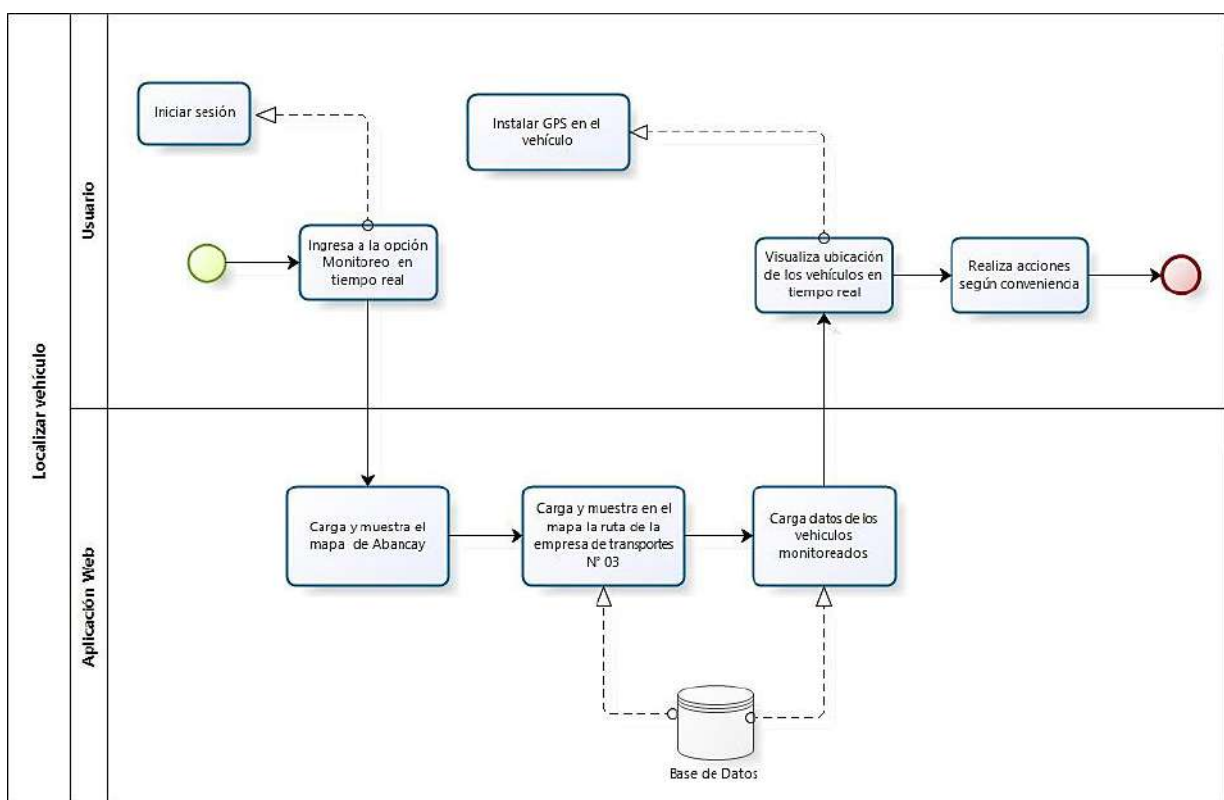 Localizar vehículo
Usuario
Iniciar sesión
Instalar GPS en el
vehículo
Ingresa a la opción
Monitoreo en
tiempo real
Visualiza ubicación
de los vehículos en
tiempo real
Realiza acciones
según conveniencia
Aplicación Web
Carga y muestra el
mapa de Abancay
Carga y muestra en el
mapa la ruta de la
empresa de transportes
N° 03
Carga datos de los
vehiculos
monitoreados
Base de Datos